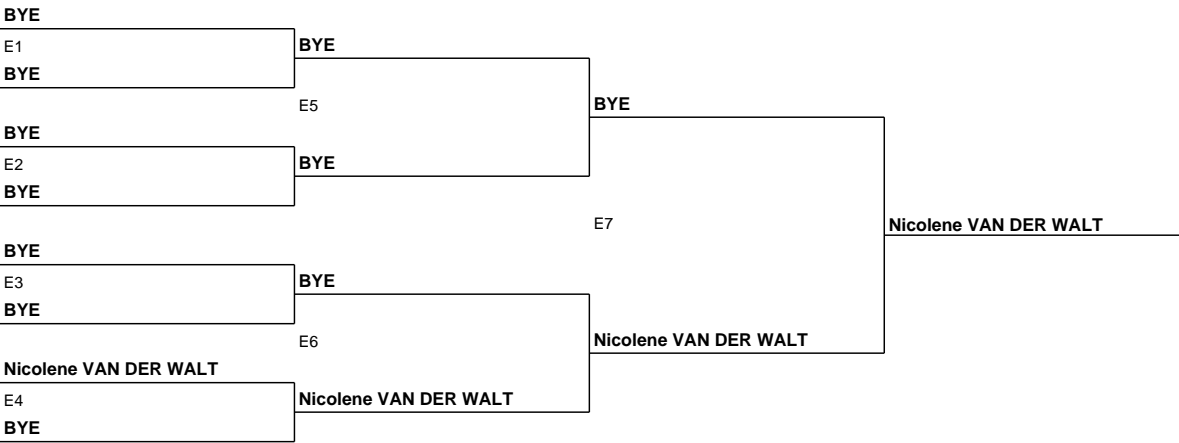 BYE
E1
BYE
BYE
E5
BYE
BYE
E2
BYE
BYE
E7
Nicolene VAN DER WALT
BYE
E3
BYE
BYE
E6
Nicolene VAN DER WALT
Nicolene VAN DER WALT
E4
Nicolene VAN DER WALT
BYE